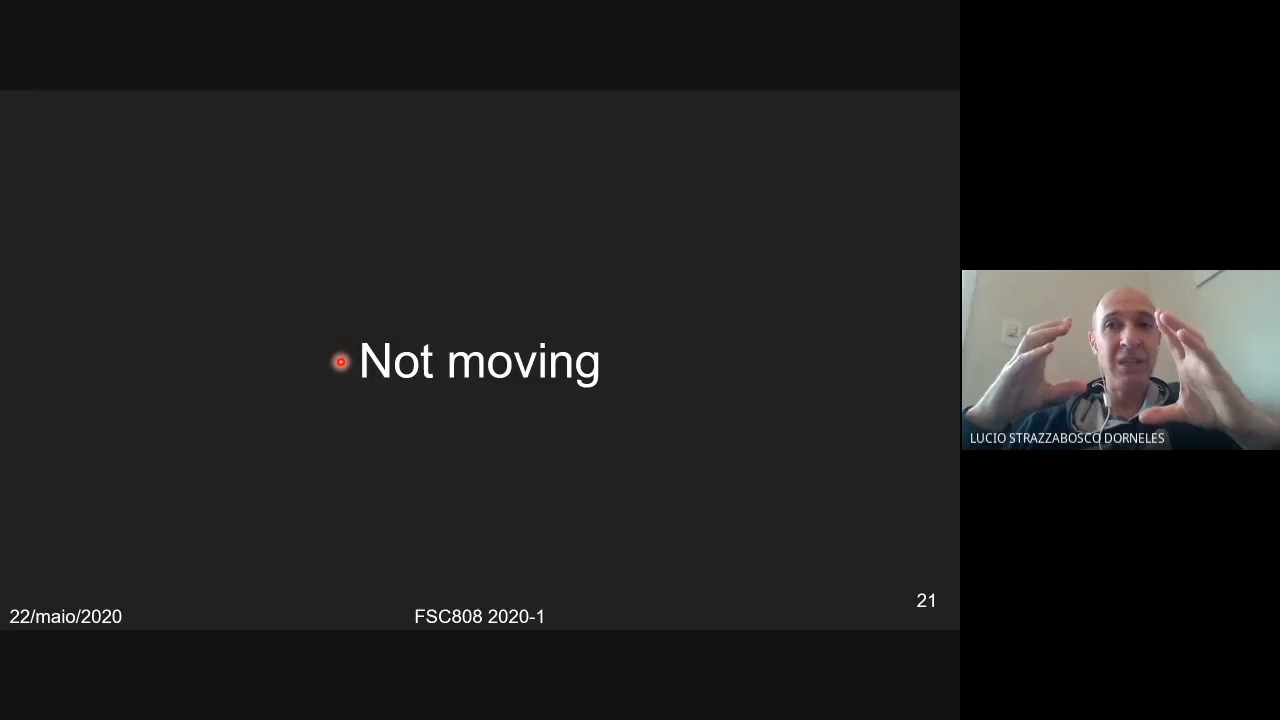 Not moving
22/maio/2020
FSC808 2020-1
21
LUCIO STRAZZABOSCO DORNELES